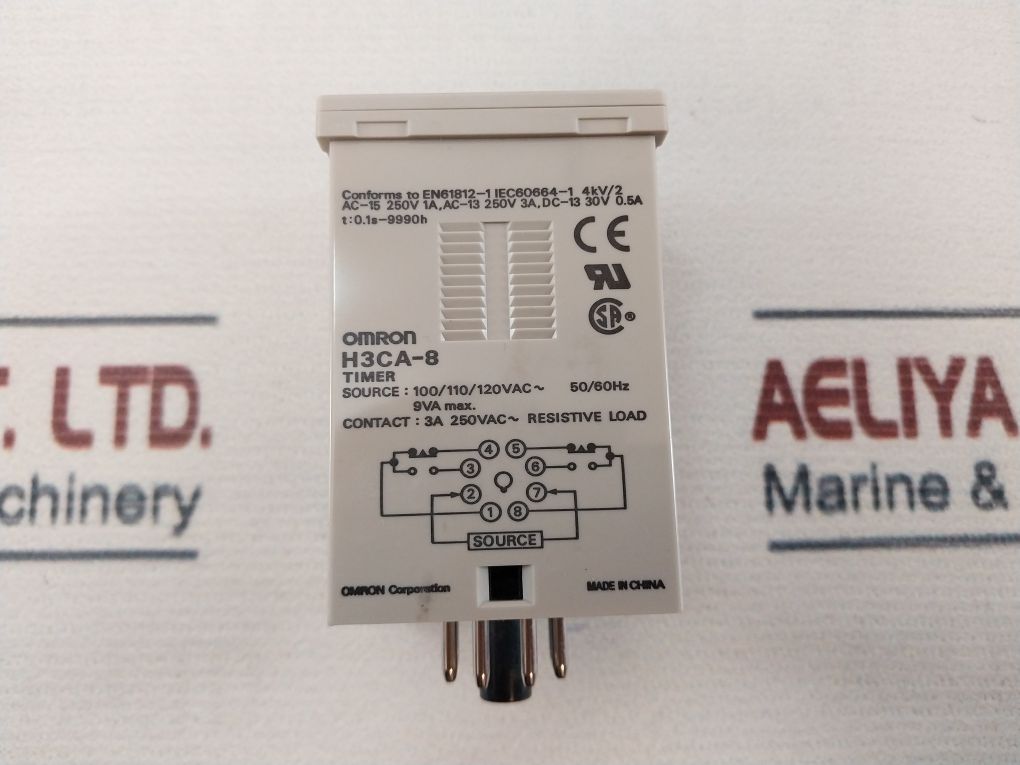 Conforms to EN61812-1 IEC60664-1 4kV/2
AC-15 250V 1A, AC-13 250V 3A, DC-13 30V 0.5A
t:0.1s-9990h
CE
RU
SA®
OMRON
H3CA-8
TIMER
SOURCE : 100/110/120VAC~ 50/60Hz
9VA max.
CONTACT : 3A 250VAC~ RESISTIVE LOAD
4 5
3 6
2 7
1 8
SOURCE
OMRON Corporation MADE IN CHINA
LTD.
AELIYA
Marine &